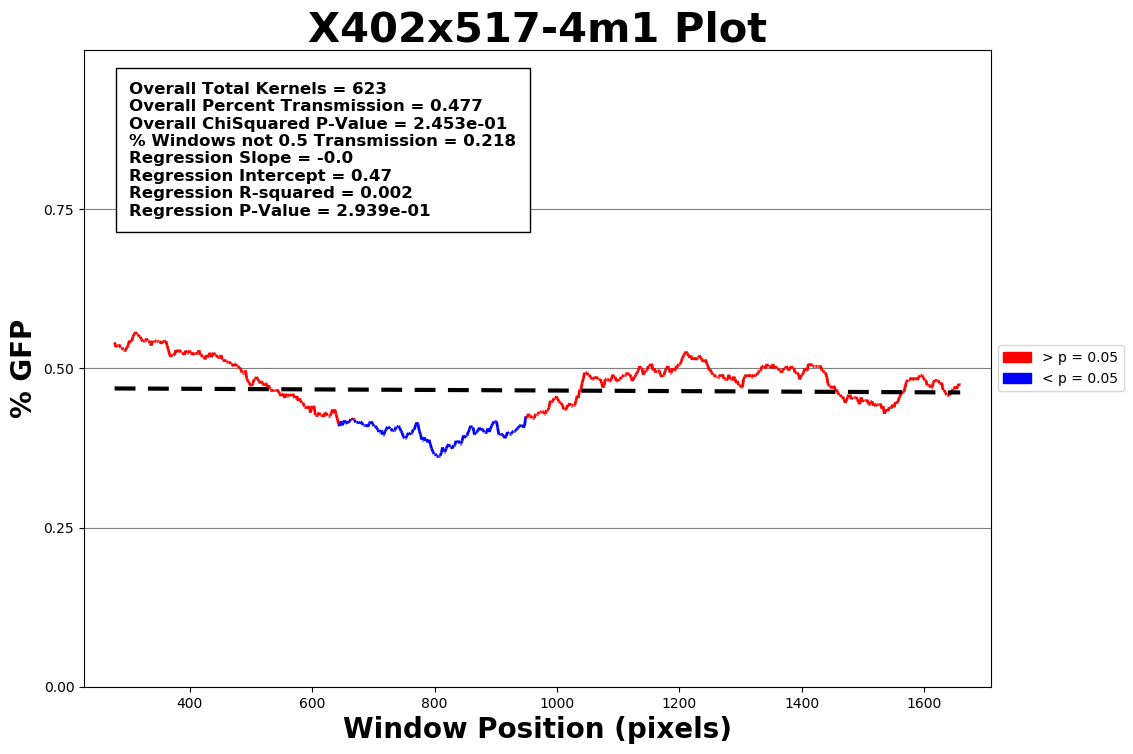 X402x517-4m1 Plot
Overall Total Kernels = 623
Overall Percent Transmission = 0.477
Overall ChiSquared P-Value = 2.453e-01
% Windows not 0.5 Transmission = 0.218
Regression Slope = -0.0
Regression Intercept = 0.47
Regression R-squared = 0.002
Regression P-Value = 2.939e-01
% GFP
0.75
0.50
0.25
0.00
> p = 0.05
< p = 0.05
400 600 800 1000 1200 1400 1600
Window Position (pixels)